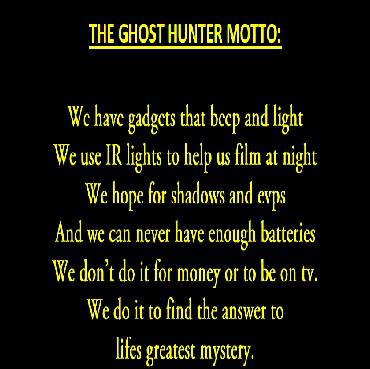 THE GHOST HUNTER MOTTO:
We have gadgets that beep and light
We use IR lights to help us film at night
We hope for shadows and evps
And we can never have enough batteries
We don't do it for money or to be on tv.
We do it to find the answer to
lifes greatest mystery.